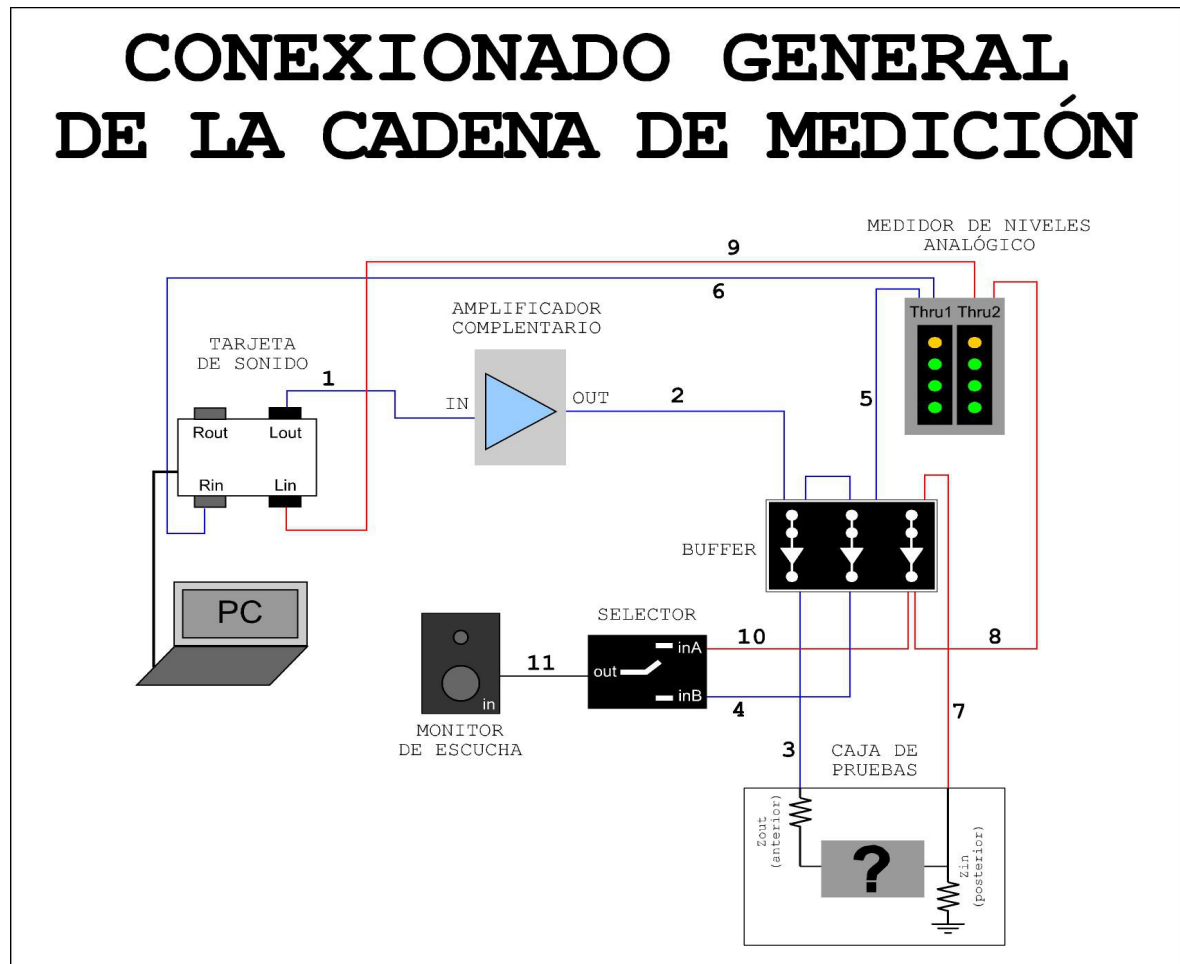 CONEXIONADO GENERAL
DE LA CADENA DE MEDICIÓN
MEDIDOR DE NIVELES
ANALÓGICO
9
6
Thru1 Thru2
AMPLIFICADOR
COMPLENTARIO
TARJETA
DE SONIDO
1
IN
OUT
2
5
Rout
Lout
Rin
Lin
BUFFER
PC
SELECTOR
10
8
inA
out
inB
11
4
7
in
MONITOR
DE ESCUCHA
3
CAJA DE
PRUEBAS
Zout
(anterior)
?
Zin
(posterior)